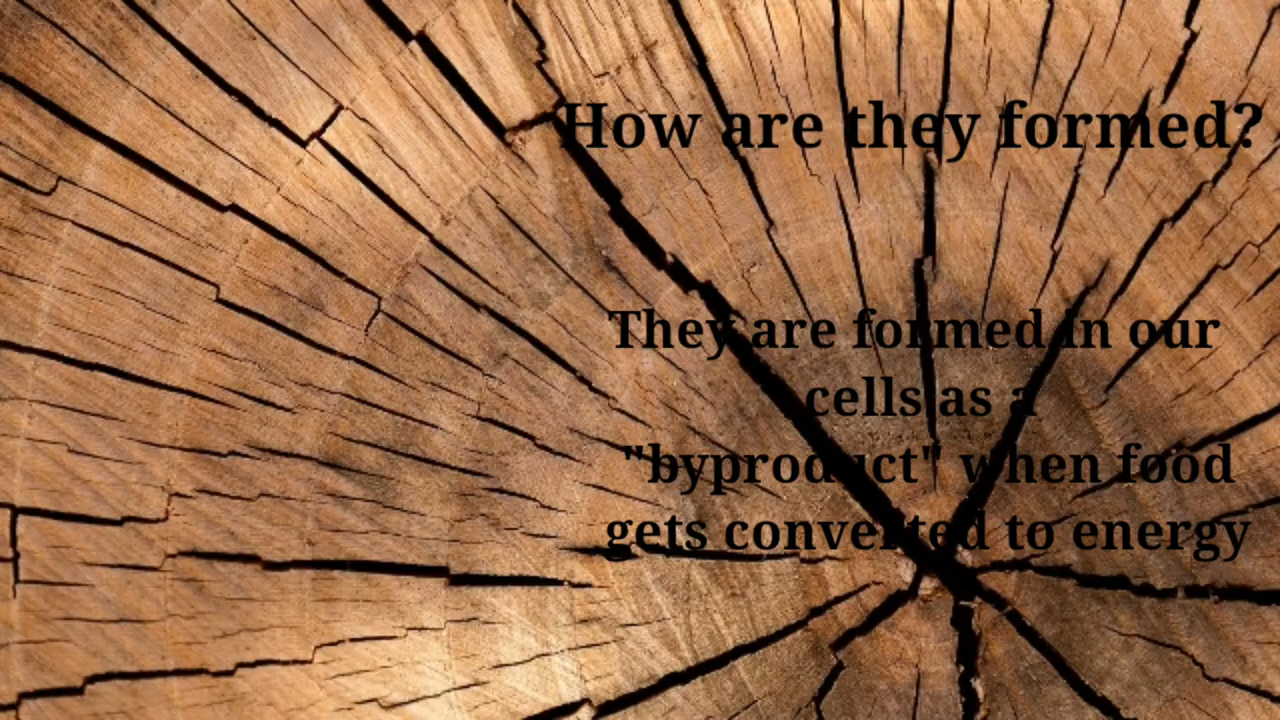 How are they formed?
They are formed in our
cells as a
"byproduct" when food
gets converted to energy